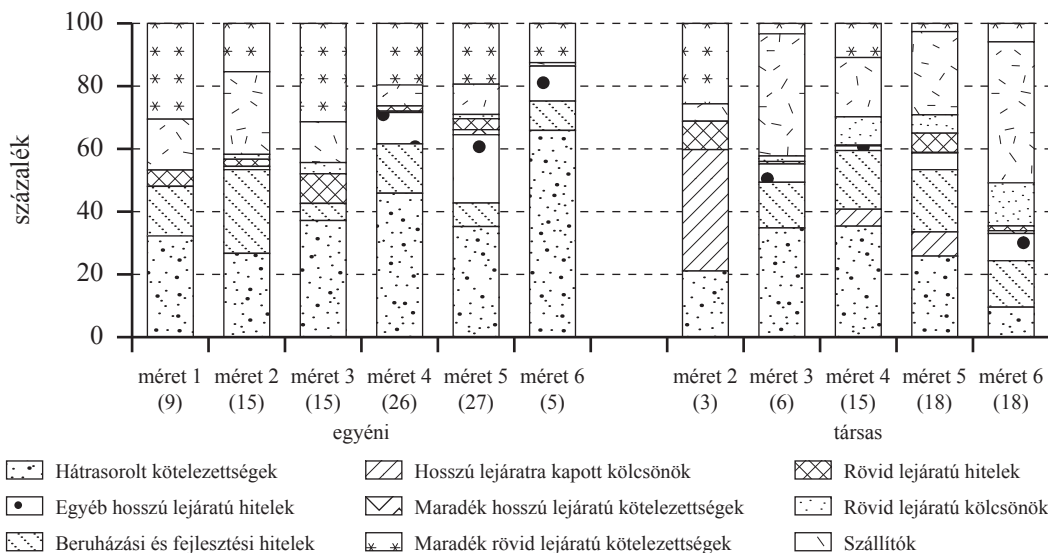 százalék
100
80
60
40
20
0
méret 1 méret 2 méret 3 méret 4 méret 5 méret 6 méret 2 méret 3 méret 4 méret 5 méret 6
(9) (15) (15) (26) (27) (5) (3) (6) (15) (18) (18)
egyéni társas
Hátrasorolt kötelezettségek Hosszú lejáratra kapott kölcsönök Rövid lejáratú hitelek
Egyéb hosszú lejáratú hitelek Maradék hosszú lejáratú kötelezettségek Rövid lejáratú kölcsönök
Beruházási és fejlesztési hitelek Maradék rövid lejáratú kötelezettségek Szállítók